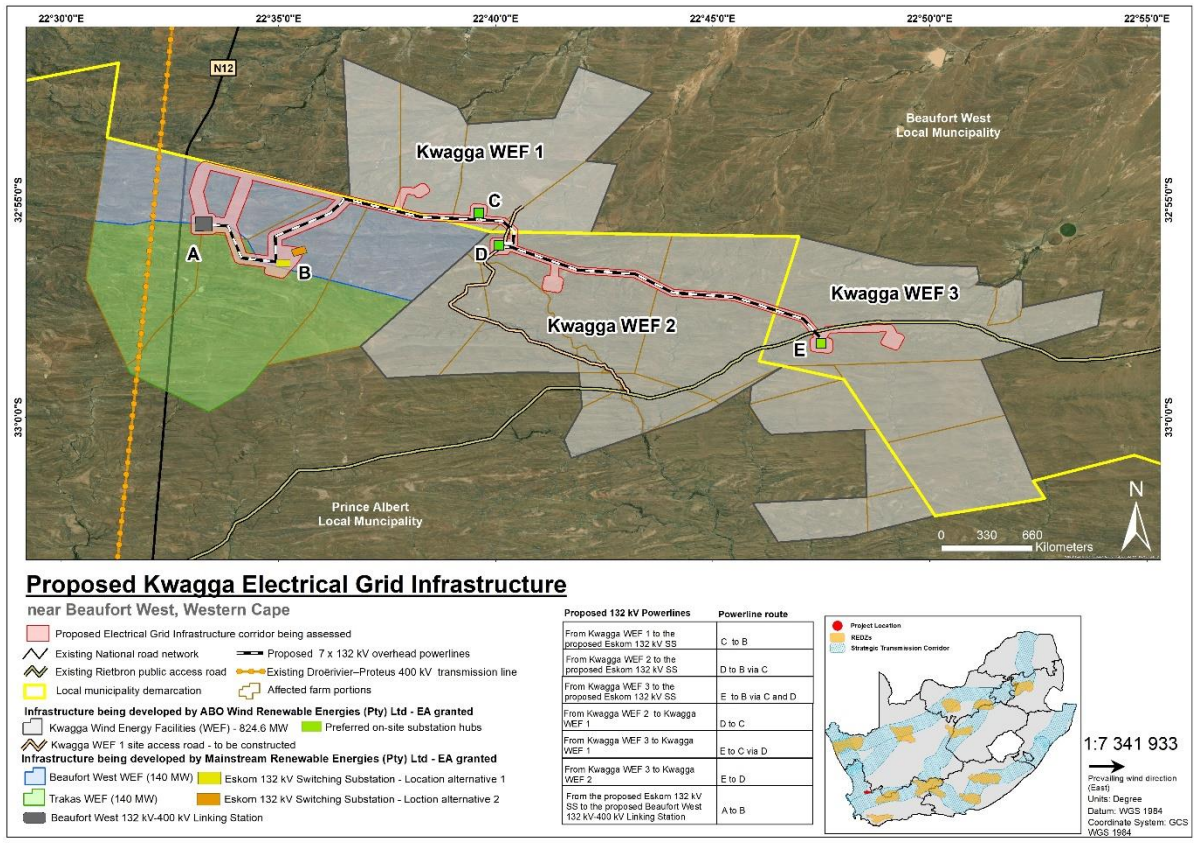 22°30'0"E 22°35'0"E 22°40'0"E 22°45'0"E 22°50'0"E 22°55'0"E
N12
Beaufort West
Local Muncipality
Kwagga WEF 1
32°55'0"S
32°55'0"S
C
A
D
B
Kwagga WEF 3
Kwagga WEF 2
E
33°0'0"S
33°0'0"S
Prince Albert
Local Muncipality
N
0 330 660
Kilometers
Proposed Kwagga Electrical Grid Infrastructure
near Beaufort West, Western Cape
Proposed Electrical Grid Infrastructure corridor being assessed
Existing National road network
Proposed 7 x 132 kV overhead powerlines
Existing Rietbron public access road
Existing Droërivier–Proteus 400 kV transmission line
Local municipality demarcation
Affected farm portions
Infrastructure being developed by ABO Wind Renewable Energies (Pty) Ltd - EA granted
Kwagga Wind Energy Facilities (WEF) - 824.6 MW
Preferred on-site substation hubs
Kwagga WEF 1 site access road - to be constructed
Infrastructure being developed by Mainstream Renewable Energies (Pty) Ltd - EA granted
Beaufort West WEF (140 MW)
Eskom 132 kV Switching Substation - Location alternative 1
Trakas WEF (140 MW)
Eskom 132 kV Switching Substation - Loction alternative 2
Beaufort West 132 kV-400 kV Linking Station
Proposed 132 kV Powerlines Powerline route
From Kwagga WEF 1 to the
proposed Eskom 132 kV SS
C to B
From Kwagga WEF 2 to the
proposed Eskom 132 kV SS
D to B via C
From Kwagga WEF 3 to the
proposed Eskom 132 kV SS
E to B via C and D
From Kwagga WEF 2 to Kwagga
WEF 1
D to C
From Kwagga WEF 3 to Kwagga
WEF 1
E to C via D
From Kwagga WEF 3 to Kwagga
WEF 2
E to D
From the proposed Eskom 132 kV
SS to the proposed Beaufort West
132 kV-400 kV Linking Station
A to B
Project Location
REDZs
Strategic Transmission Corridor
1:7 341 933
Prevailing wind direction
(East)
Units: Degree
Datum: WGS 1984
Coordinate System: GCS
WGS 1984